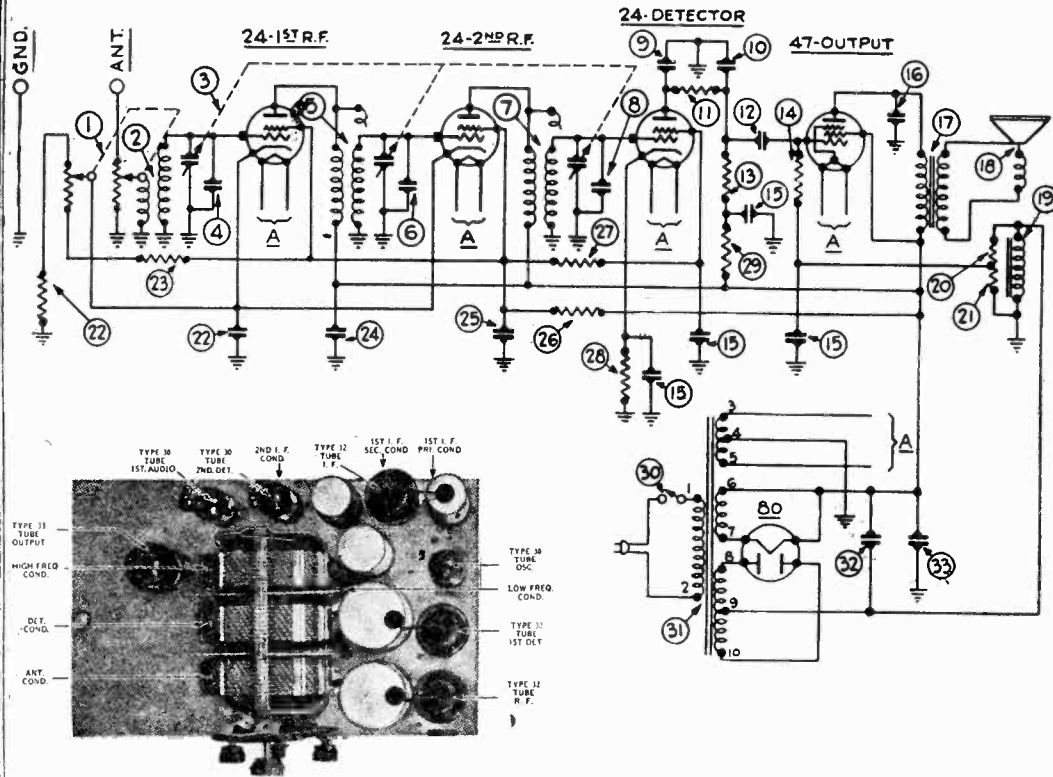 GND.
ANT.
24-1ST R.F.
24-2ND R.F.
24-DETECTOR
47-OUTPUT
1
2
3
4
5
6
7
8
9
10
11
12
13
14
15
16
17
18
19
20
21
22
23
22
24
25
26
27
28
29
15
15
15
A
A
A
A
30
31
32
33
80
1
2
3
4
5
6
7
8
9
10
A
TYPE 30
TUBE
1ST. AUDIO
TYPE 30
TUBE
2ND. DET.
2ND I. F.
COND.
TYPE 32
TUBE
I. F.
1ST I. F.
SEC. COND
1ST I. F.
PRI. COND
TYPE 33
TUBE
OUTPUT
HIGH FREQ
COND.
DET.
COND.
ANT.
COND.
TYPE 30
TUBE
OSC.
LOW FREQ.
COND.
TYPE 32
TUBE
1ST DET
TYPE 32
TUBE
R. F.